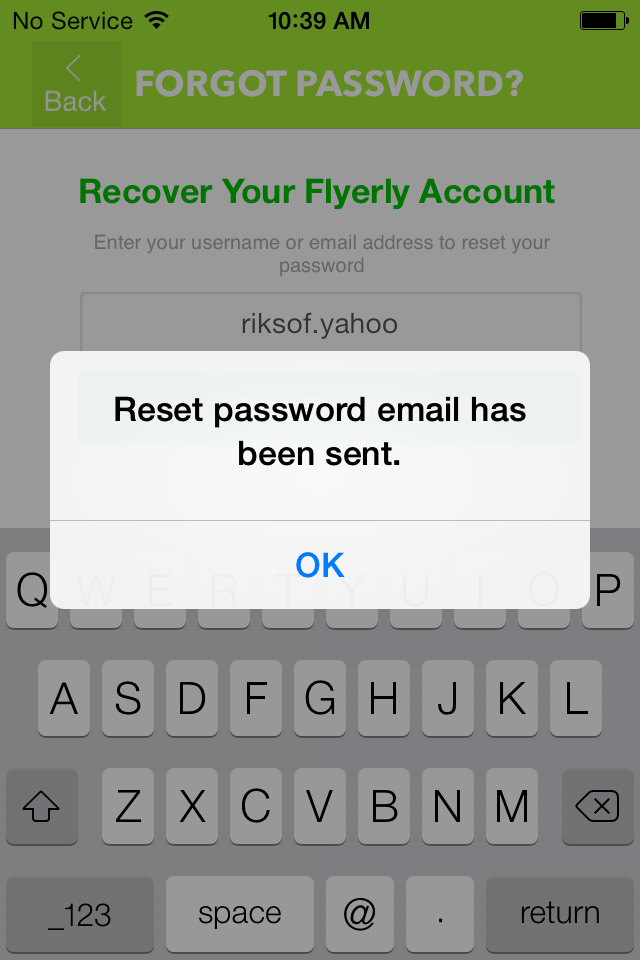 No Service 10:39 AM
Back FORGOT PASSWORD?
Recover Your Flyerly Account
Enter your username or email address to reset your
password
riksof.yahoo
Reset password email has
been sent.
OK
Q W E R T Y U I O P
A S D F G H J K L
Z X C V B N M
_123 space @ . return